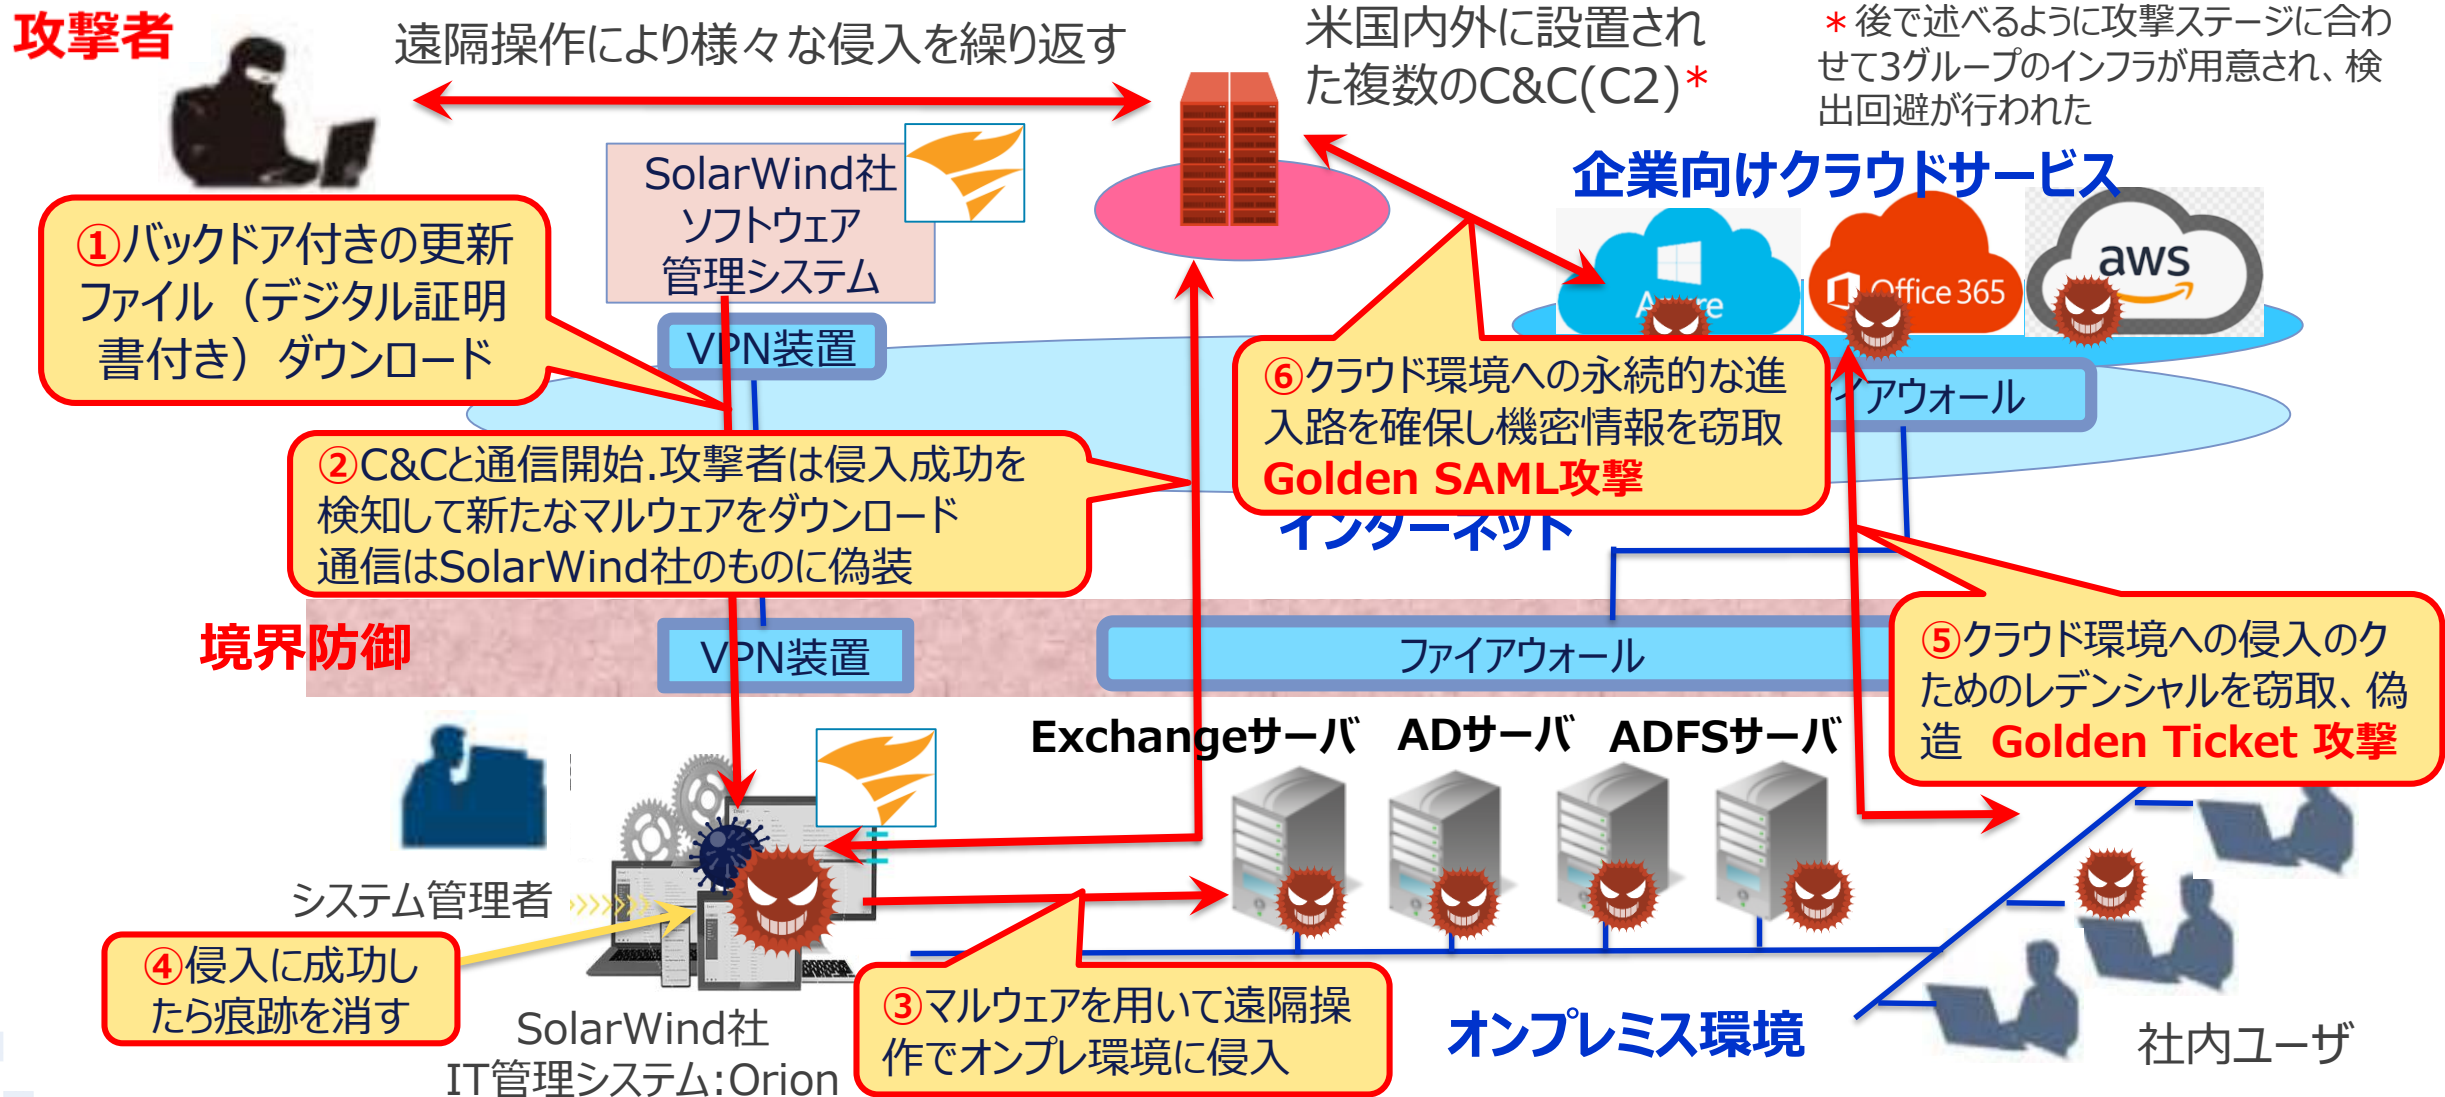 攻撃者
遠隔操作により様々な侵入を繰り返す
米国内外に設置され
た複数のC&C(C2)*
*後で述べるように攻撃ステージに合わ
せて3グループのインフラが用意され、検
出回避が行われた
SolarWind社
ソフトウェア
管理システム
企業向けクラウドサービス
Azure
Office 365
aws
①バックドア付きの更新
ファイル（デジタル証明
書付き）ダウンロード
VPN装置
⑥クラウド環境への永続的な進
入路を確保し機密情報を窃取
Golden SAML攻撃
イアウォール
②C&Cと通信開始.攻撃者は侵入成功を
検知して新たなマルウェアをダウンロード
通信はSolarWind社のものに偽装
インターネット
境界防御
VPN装置
ファイアウォール
⑤クラウド環境への侵入のク
ためのレデンシャルを窃取、偽
造 Golden Ticket 攻撃
Exchangeサーバ
ADサーバ
ADFSサーバ
システム管理者
④侵入に成功し
たら痕跡を消す
SolarWind社
IT管理システム:Orion
③マルウェアを用いて遠隔操
作でオンプレ環境に侵入
オンプレミス環境
社内ユーザ